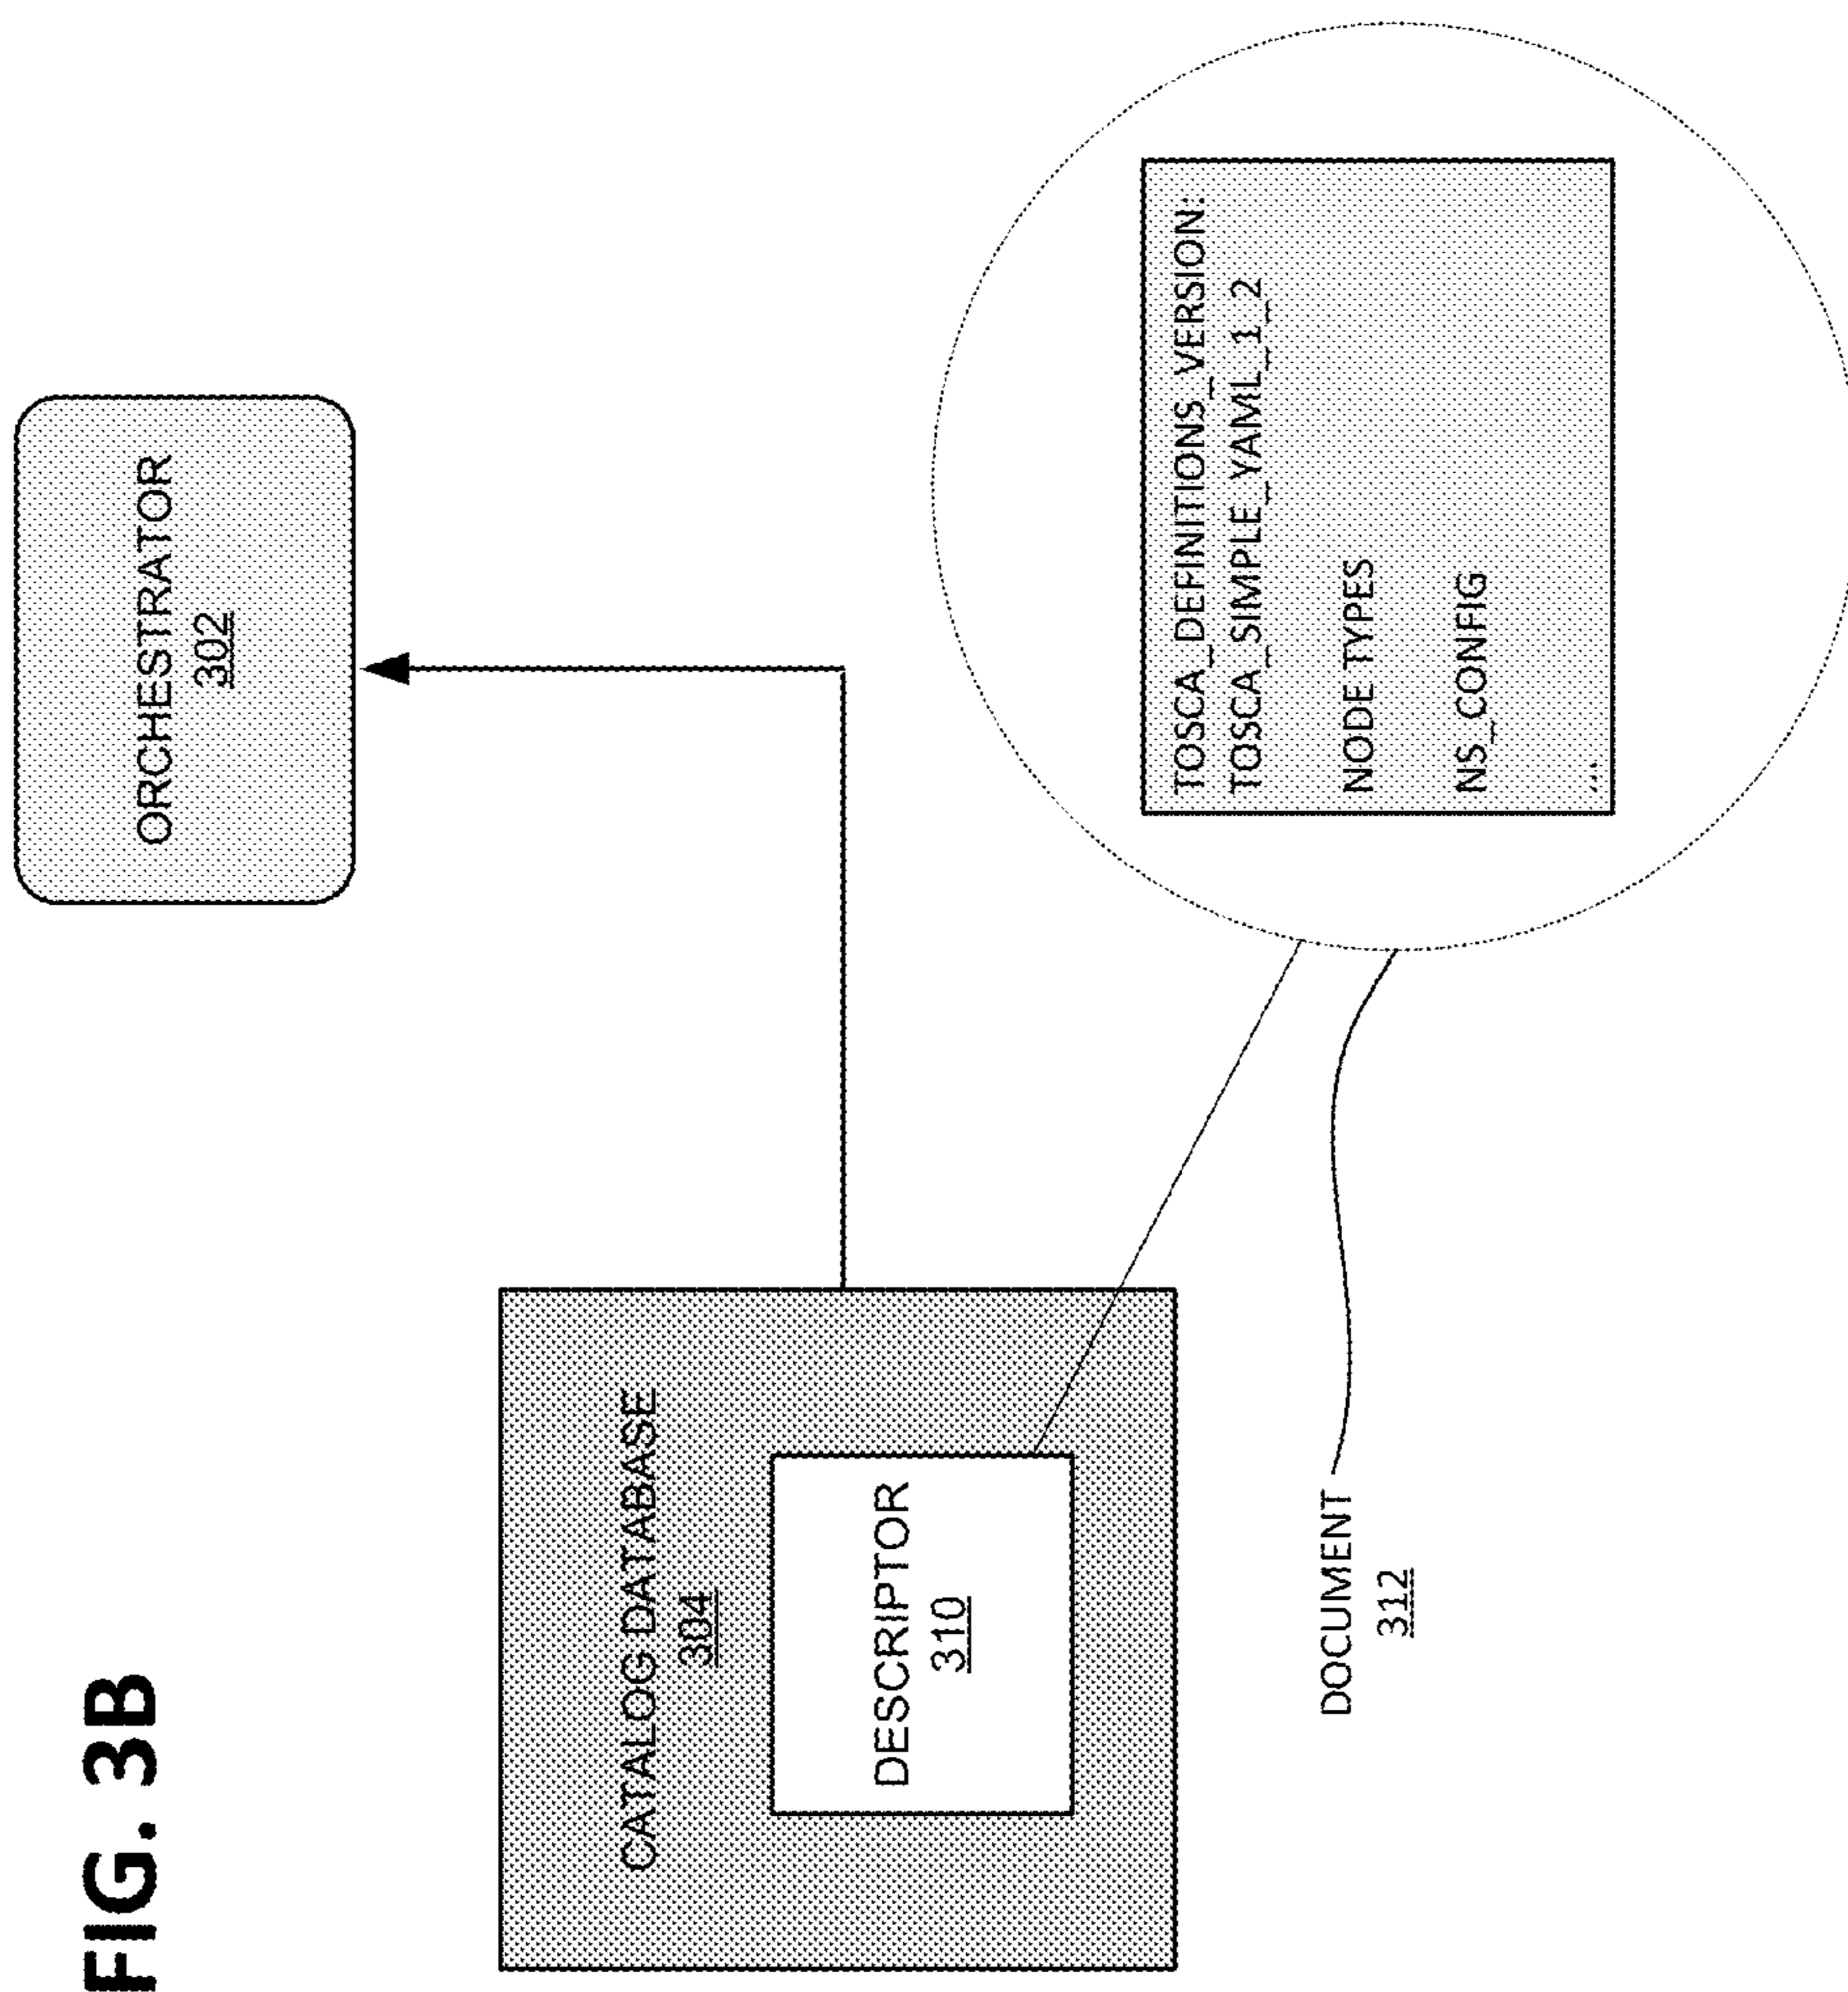 FIG. 3B
ORCHESTRATOR
302
CATALOG DATABASE
304
DESCRIPTOR
310
DOCUMENT
312
TOSCA_DEFINITIONS_VERSION:
TOSCA_SIMPLE_YAML_1_2
NODE TYPES
NS_CONFIG
...